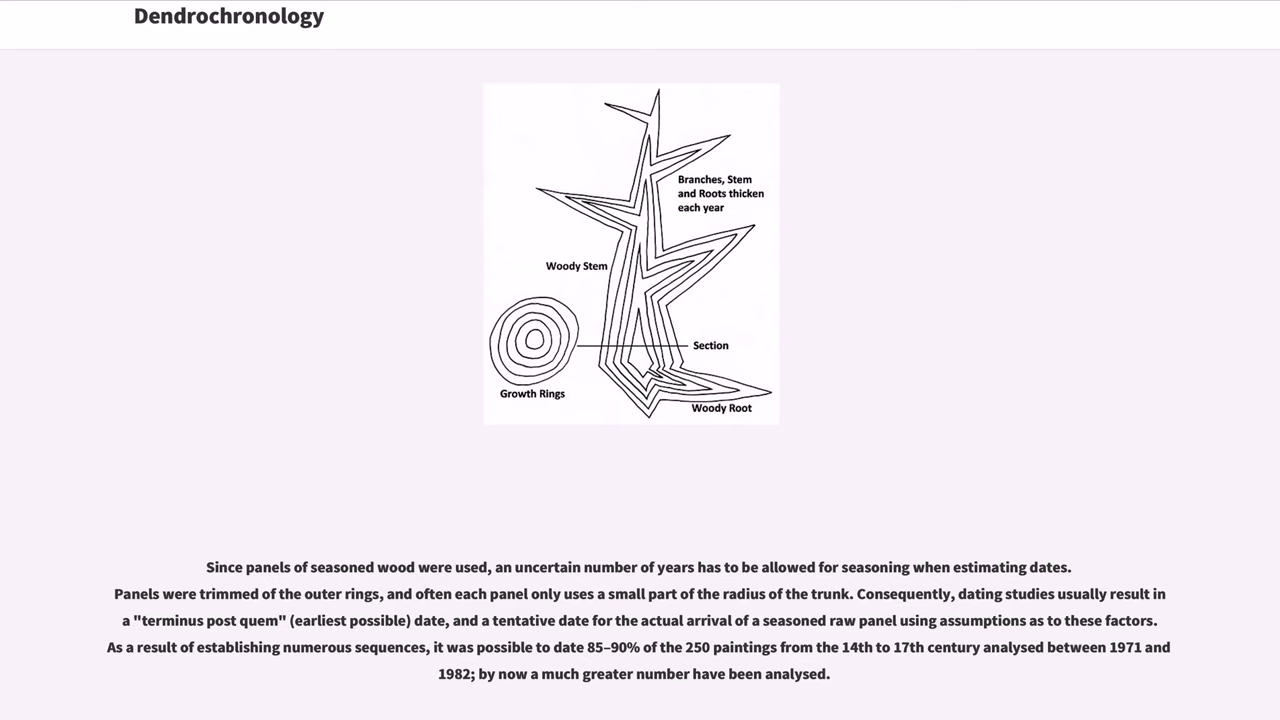 Dendrochronology
Branches, Stem
and Roots thicken
each year
Woody Stem
Section
Growth Rings
Woody Root
Since panels of seasoned wood were used, an uncertain number of years has to be allowed for seasoning when estimating dates.
Panels were trimmed of the outer rings, and often each panel only uses a small part of the radius of the trunk. Consequently, dating studies usually result in
a "terminus post quem" (earliest possible) date, and a tentative date for the actual arrival of a seasoned raw panel using assumptions as to these factors.
As a result of establishing numerous sequences, it was possible to date 85–90% of the 250 paintings from the 14th to 17th century analysed between 1971 and
1982; by now a much greater number have been analysed.